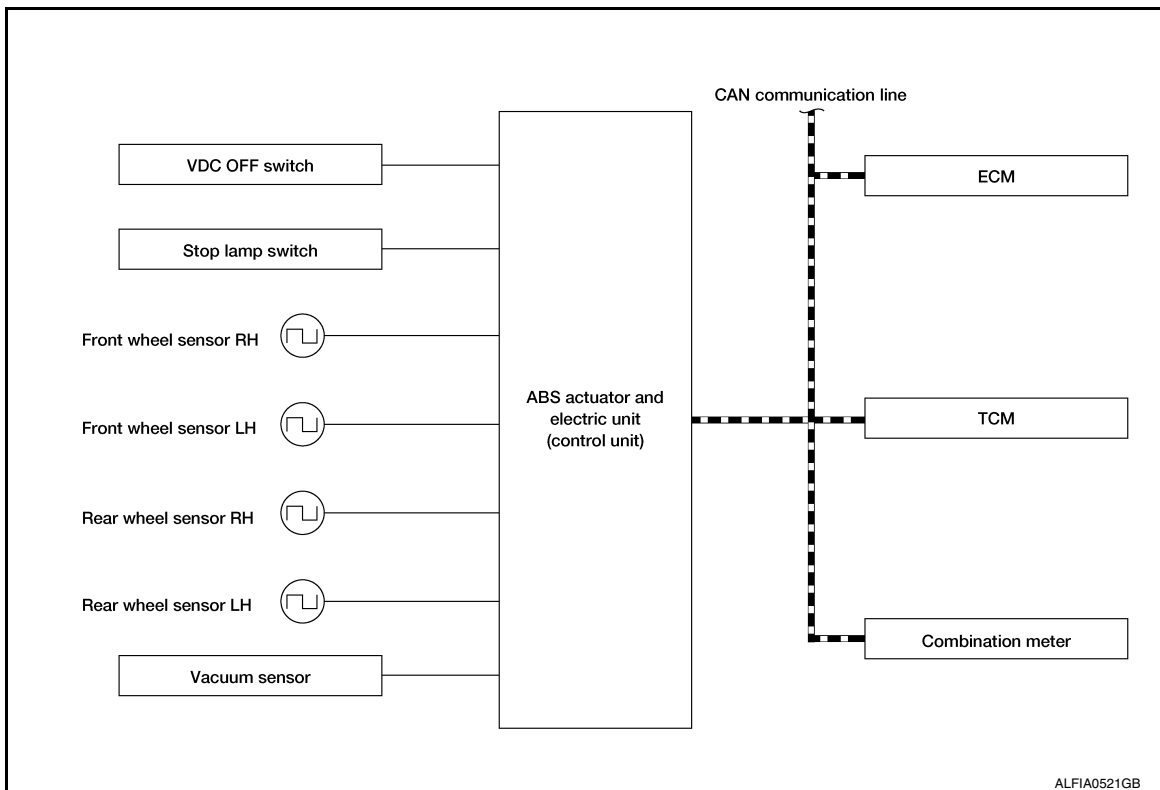 CAN communication line
VDC OFF switch
ECM
Stop lamp switch
Front wheel sensor RH
Front wheel sensor LH
ABS actuator and
electric unit
(control unit)
TCM
Rear wheel sensor RH
Rear wheel sensor LH
Combination meter
Vacuum sensor
ALFIA0521GB